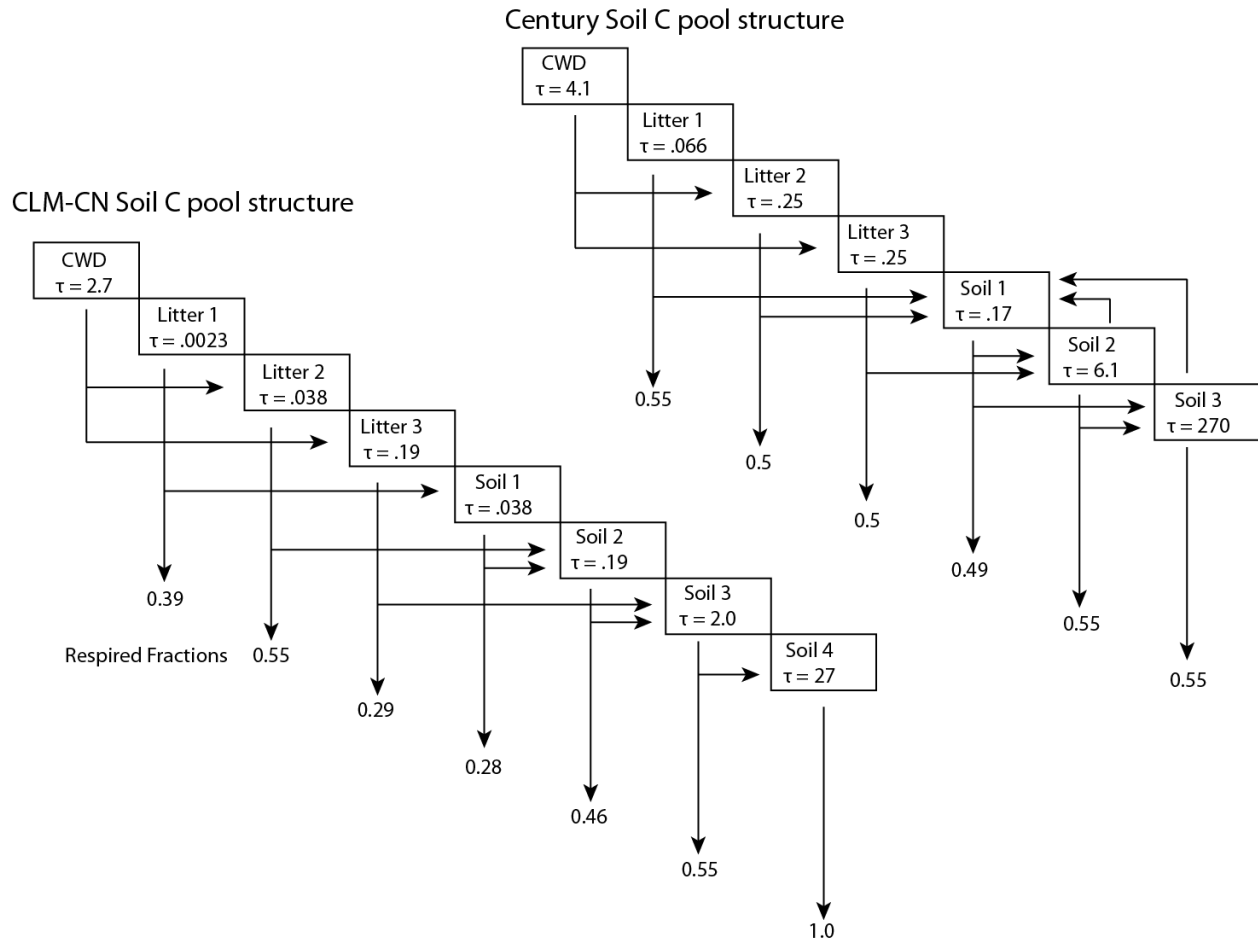 Century Soil C pool structure
CWD
τ = 4.1
Litter 1
τ = .066
Litter 2
τ = .25
Litter 3
τ = .25
Soil 1
τ = .17
Soil 2
τ = 6.1
Soil 3
τ = 270
0.55
0.5
0.5
0.49
0.55
0.55
CLM-CN Soil C pool structure
CWD
τ = 2.7
Litter 1
τ = .0023
Litter 2
τ = .038
Litter 3
τ = .19
Soil 1
τ = .038
Soil 2
τ = .19
Soil 3
τ = 2.0
Soil 4
τ = 27
0.39
Respired Fractions
0.55
0.29
0.28
0.46
0.55
1.0